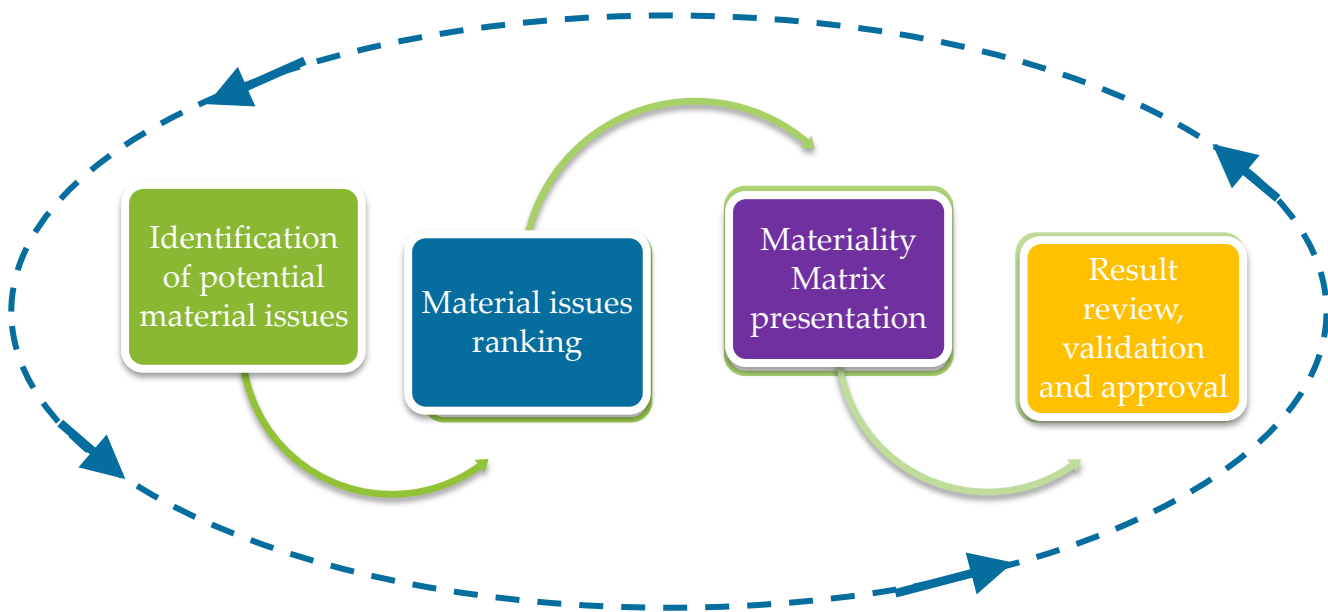 Identification
of potential
material issues
Material issues
ranking
Materiality
Matrix
presentation
Result
review,
validation
and approval